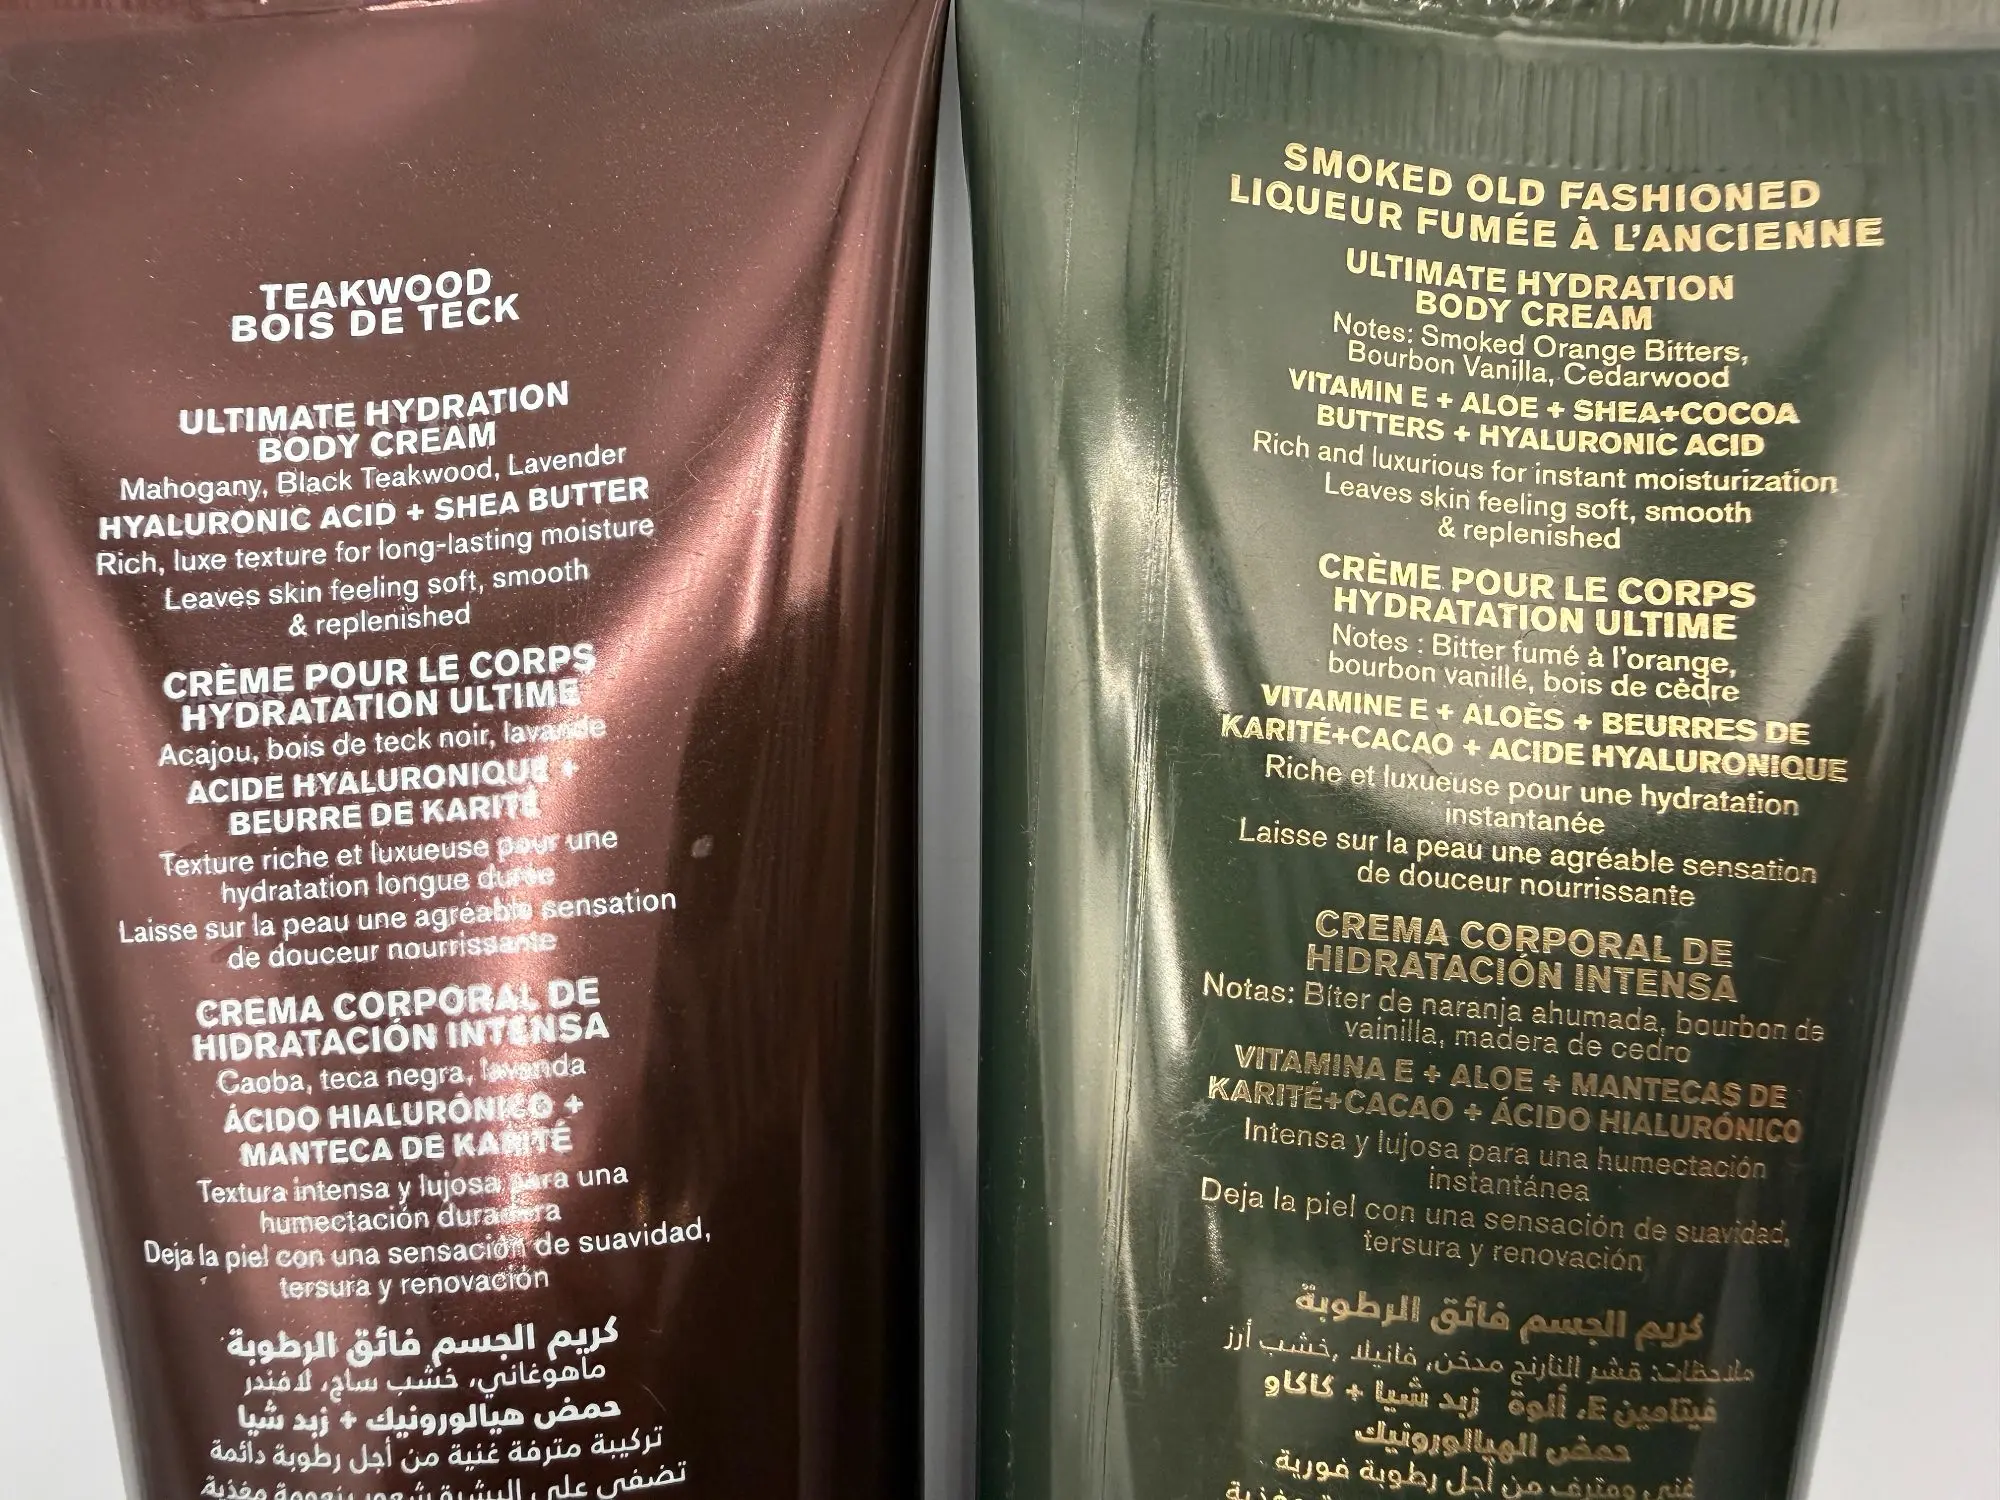 TEAKWOOD
BOIS DE TECK
ULTIMATE HYDRATION
BODY CREAM
Mahogany, Black Teakwood, Lavender
HYALURONIC ACID + SHEA BUTTER
Rich, luxe texture for long-lasting moisture
Leaves skin feeling soft, smooth
& replenished
CRÈME POUR LE CORPS
HYDRATATION ULTIME
Acajou, bois de teck noir, lavande
ACIDE HYALURONIQUE +
BEURRE DE KARITÉ
Texture riche et luxueuse pour une
hydratation longue durée
Laisse sur la peau une agréable sensation
de douceur nourrissante
CREMA CORPORAL DE
HIDRATACIÓN INTENSA
Caoba, teca negra, lavanda
ÁCIDO HIALURÓNICO +
MANTECA DE KARITÉ
Textura intensa y lujosa para una
humectación duradera
Deja la piel con una sensación de suavidad,
tersura y renovación
كريم الجسم فائق الرطوبة
ماهوغاني، خشب ساج، لافندر
حمض هيالورونيك + زبد شيا
تركيبة مترفة غنية من أجل رطوبة دائمة
تضفي على البشرة شعور بنعومة مغذية
SMOKED OLD FASHIONED
LIQUEUR FUMÉE À L'ANCIENNE
ULTIMATE HYDRATION
BODY CREAM
Notes: Smoked Orange Bitters,
Bourbon Vanilla, Cedarwood
VITAMIN E + ALOE + SHEA+COCOA
BUTTERS + HYALURONIC ACID
Rich and luxurious for instant moisturization
Leaves skin feeling soft, smooth
& replenished
CRÈME POUR LE CORPS
HYDRATATION ULTIME
Notes : Bitter fumé à l'orange,
bourbon vanillé, bois de cèdre
VITAMINE E + ALOÈS + BEURRES DE
KARITÉ+CACAO + ACIDE HYALURONIQUE
Riche et luxueuse pour une hydratation
instantanée
Laisse sur la peau une agréable sensation
de douceur nourrissante
CREMA CORPORAL DE
HIDRATACIÓN INTENSA
Notas: Bíter de naranja ahumada, bourbon de
vainilla, madera de cedro
VITAMINA E + ALOE + MANTECAS DE
KARITÉ+CACAO + ÁCIDO HIALURÓNICO
Intensa y lujosa para una humectación
instantánea
Deja la piel con una sensación de suavidad,
tersura y renovación
كريم الجسم فائق الرطوبة
ملاحظات: قشر النارنج مدخن، فانيلا، خشب أرز
فيتامين E، ألوة زبد شيا + كاكاو
حمض الهيالورونيك
غني ومترف من أجل رطوبة فورية